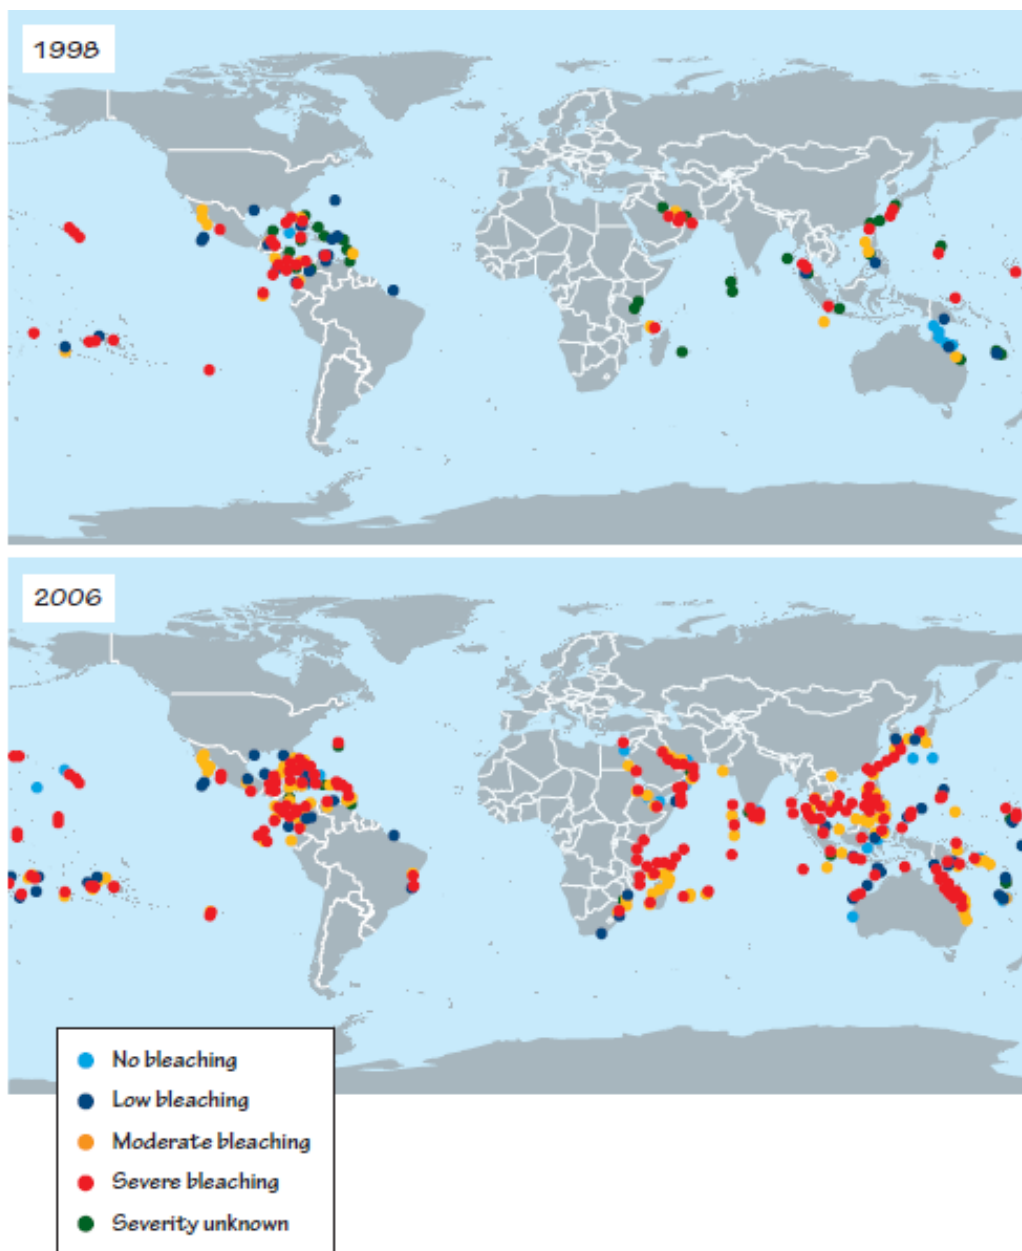 1998
2006
No bleaching
Low bleaching
Moderate bleaching
Severe bleaching
Severity unknown